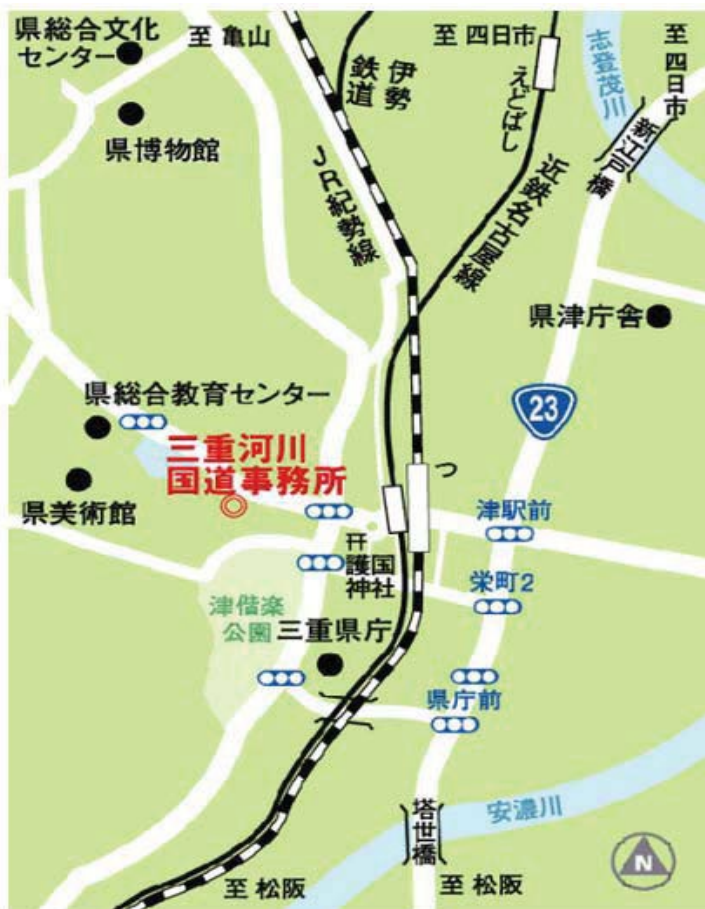 県総合文化
センター
至 亀山
伊勢
鉄道
至 四日市
えどばし
志登茂川
至 四日市
新江戸橋
県博物館
JR紀勢線
近鉄名古屋線
県津庁舎
23
県総合教育センター
三重河川
国道事務所
つ
県美術館
津駅前
護国
神社
栄町2
津偕楽
公園
三重県庁
県庁前
塔世橋
安濃川
至 松阪
至 松阪
N